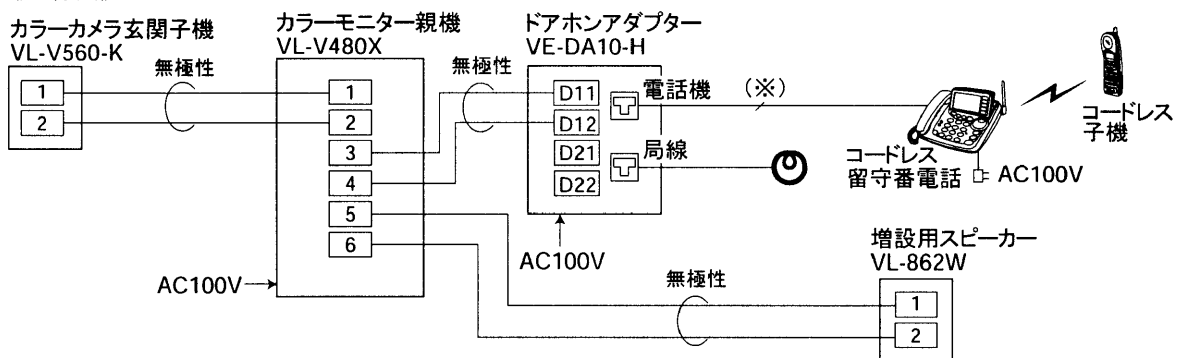 カラーカメラ玄関子機
VL-V560-K
無極性
1
2
カラーモニター親機
VL-V480X
1
2
3
4
5
6
AC100V
無極性
ドアホンアダプター
VE-DA10-H
D11
D12
D21
D22
電話機
局線
AC100V
(※)
コードレス
留守番電話
AC100V
コードレス
子機
無極性
増設用スピーカー
VL-862W
1
2